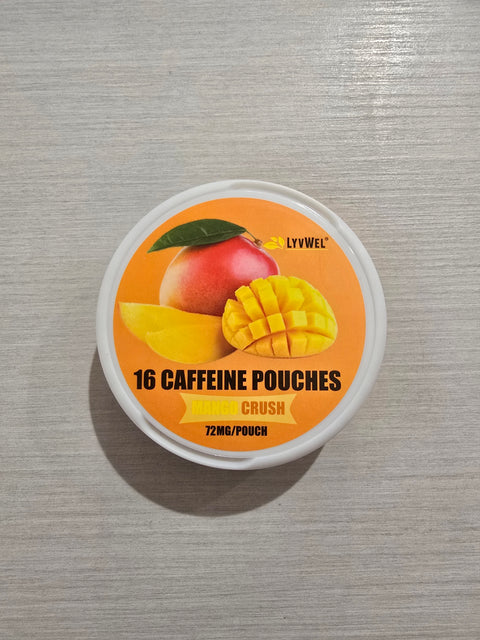 LYVWEL®
16 CAFFEINE POUCHES
MANGO CRUSH
72MG/POUCH